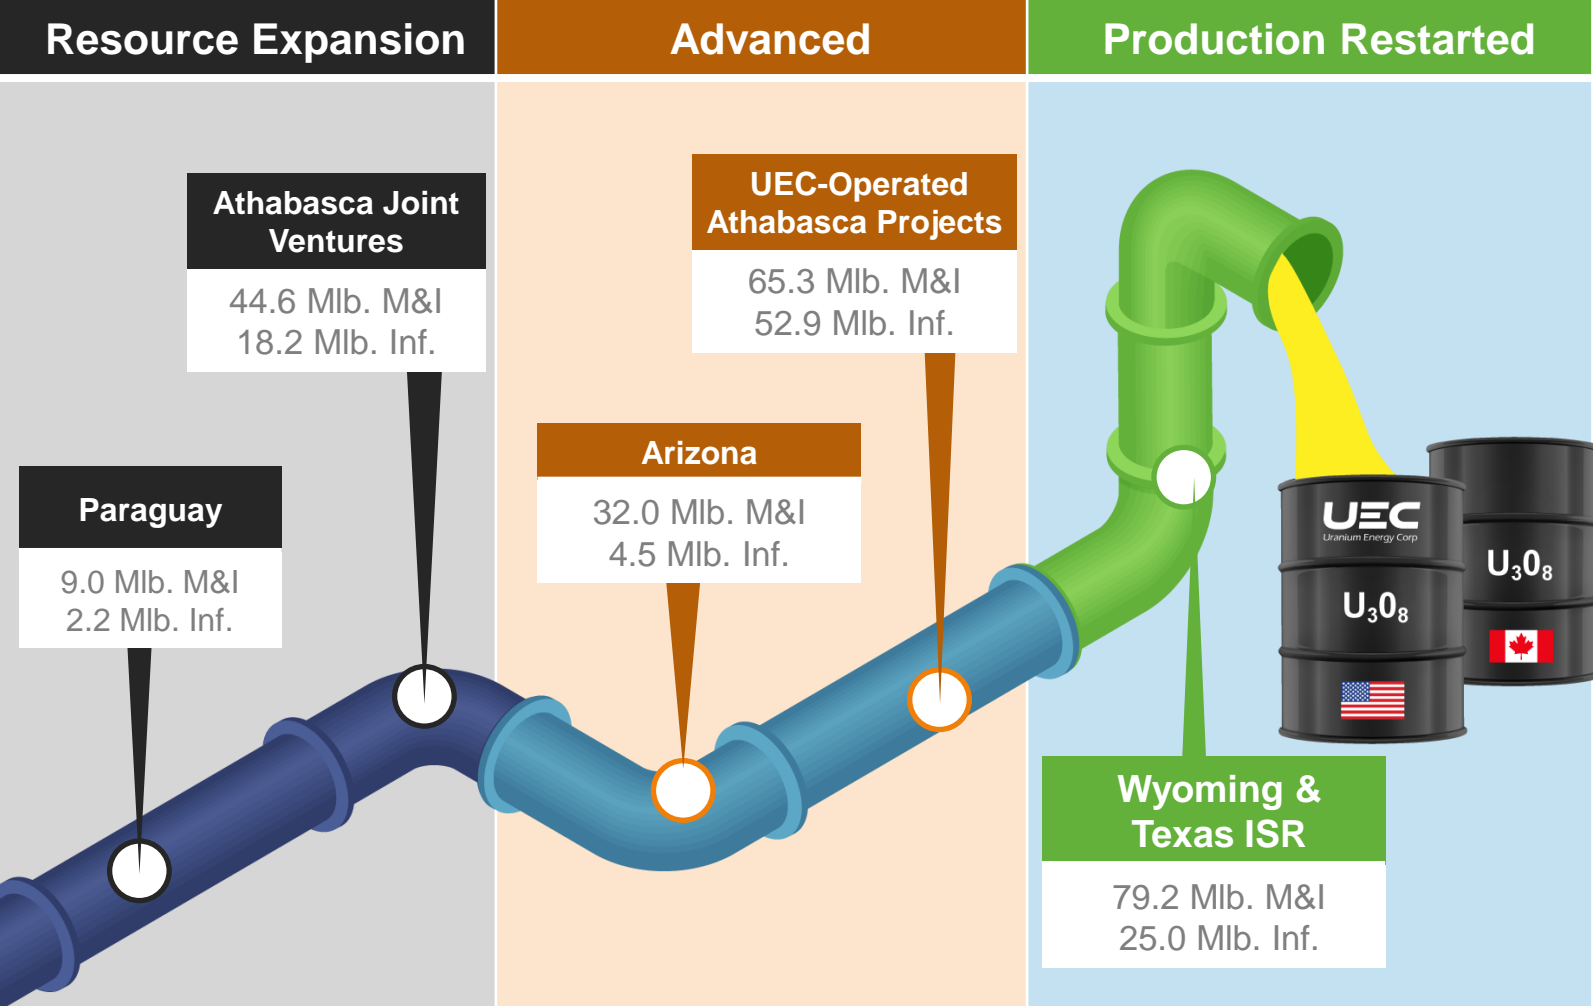 Resource Expansion
Advanced
Production Restarted
Athabasca Joint
Ventures
44.6 Mlb. M&I
18.2 Mlb. Inf.
UEC-Operated
Athabasca Projects
65.3 Mlb. M&I
52.9 Mlb. Inf.
Paraguay
9.0 Mlb. M&I
2.2 Mlb. Inf.
Arizona
32.0 Mlb. M&I
4.5 Mlb. Inf.
UEC
Uranium Energy Corp
U₃0₈
U₃0₈
Wyoming &
Texas ISR
79.2 Mlb. M&I
25.0 Mlb. Inf.